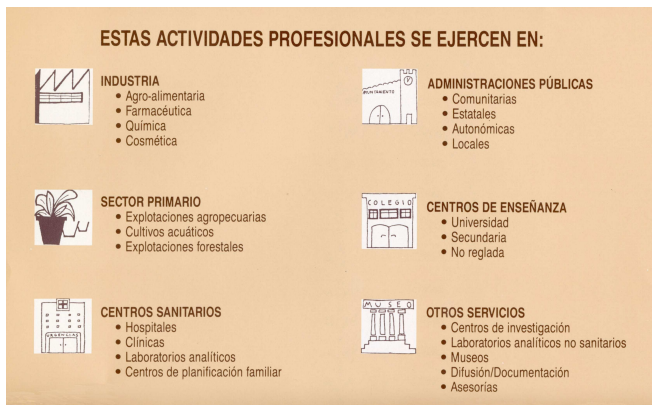 ESTAS ACTIVIDADES PROFESIONALES SE EJERCEN EN:
INDUSTRIA
• Agro-alimentaria
• Farmacéutica
• Química
• Cosmética
SECTOR PRIMARIO
• Explotaciones agropecuarias
• Cultivos acuáticos
• Explotaciones forestales
URGENCIAS
CENTROS SANITARIOS
• Hospitales
• Clínicas
• Laboratorios analíticos
• Centros de planificación familiar
AYUNTAMIENTO
ADMINISTRACIONES PÚBLICAS
• Comunitarias
• Estatales
• Autonómicas
• Locales
COLEGIO
CENTROS DE ENSEÑANZA
• Universidad
• Secundaria
• No reglada
MUSEO
OTROS SERVICIOS
• Centros de investigación
• Laboratorios analíticos no sanitarios
• Museos
• Difusión/Documentación
• Asesorías